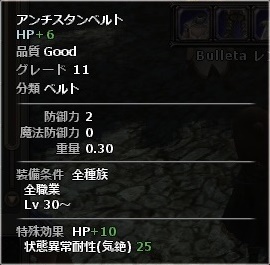 アンチスタンベルト
HP+6
品質 Good
グレード 11
分類 ベルト
Bulleta レ
防御力 2
魔法防御力 0
重量 0.30
装備条件 全種族
全職業
Lv 30～
特殊効果 HP+10
状態異常耐性(気絶) 25